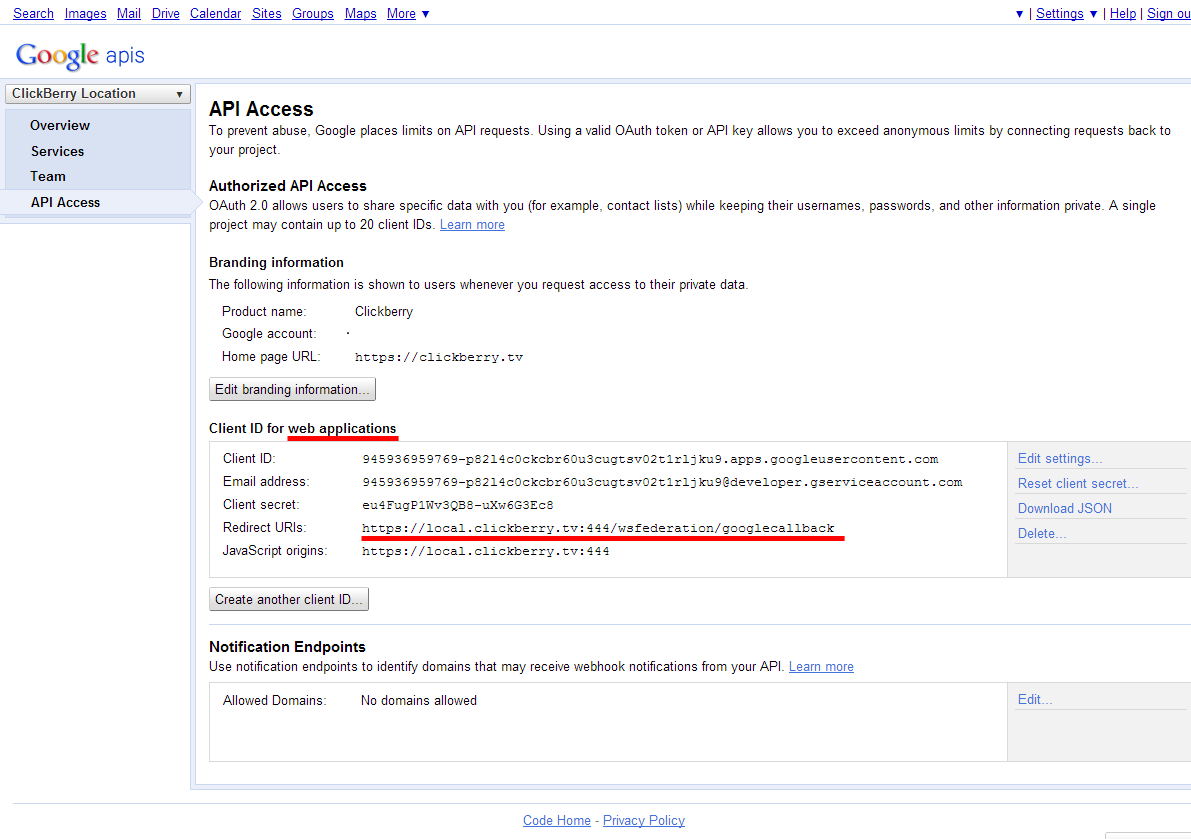 Search Images Mail Drive Calendar Sites Groups Maps More ▼ ▼ | Settings ▼ | Help | Sign ou
Google apis
ClickBerry Location ▼
Overview
Services
Team
API Access
API Access
To prevent abuse, Google places limits on API requests. Using a valid OAuth token or API key allows you to exceed anonymous limits by connecting requests back to
your project.
Authorized API Access
OAuth 2.0 allows users to share specific data with you (for example, contact lists) while keeping their usernames, passwords, and other information private. A single
project may contain up to 20 client IDs. Learn more
Branding information
The following information is shown to users whenever you request access to their private data.
Product name: Clickberry
Google account:
Home page URL: https://clickberry.tv
Edit branding information...
Client ID for web applications
Client ID: 945936959769-p82l4c0ckcbr60u3cugtsv02t1rljku9.apps.googleusercontent.com
Email address: 945936959769-p82l4c0ckcbr60u3cugtsv02t1rljku9@developer.gserviceaccount.com
Client secret: eu4FugP1Wv3QB8-uXw6G3Ec8
Redirect URIs: https://local.clickberry.tv:444/wsfederation/googlecallback
JavaScript origins: https://local.clickberry.tv:444
Edit settings...
Reset client secret...
Download JSON
Delete...
Create another client ID...
Notification Endpoints
Use notification endpoints to identify domains that may receive webhook notifications from your API. Learn more
Allowed Domains: No domains allowed
Edit...
Code Home - Privacy Policy